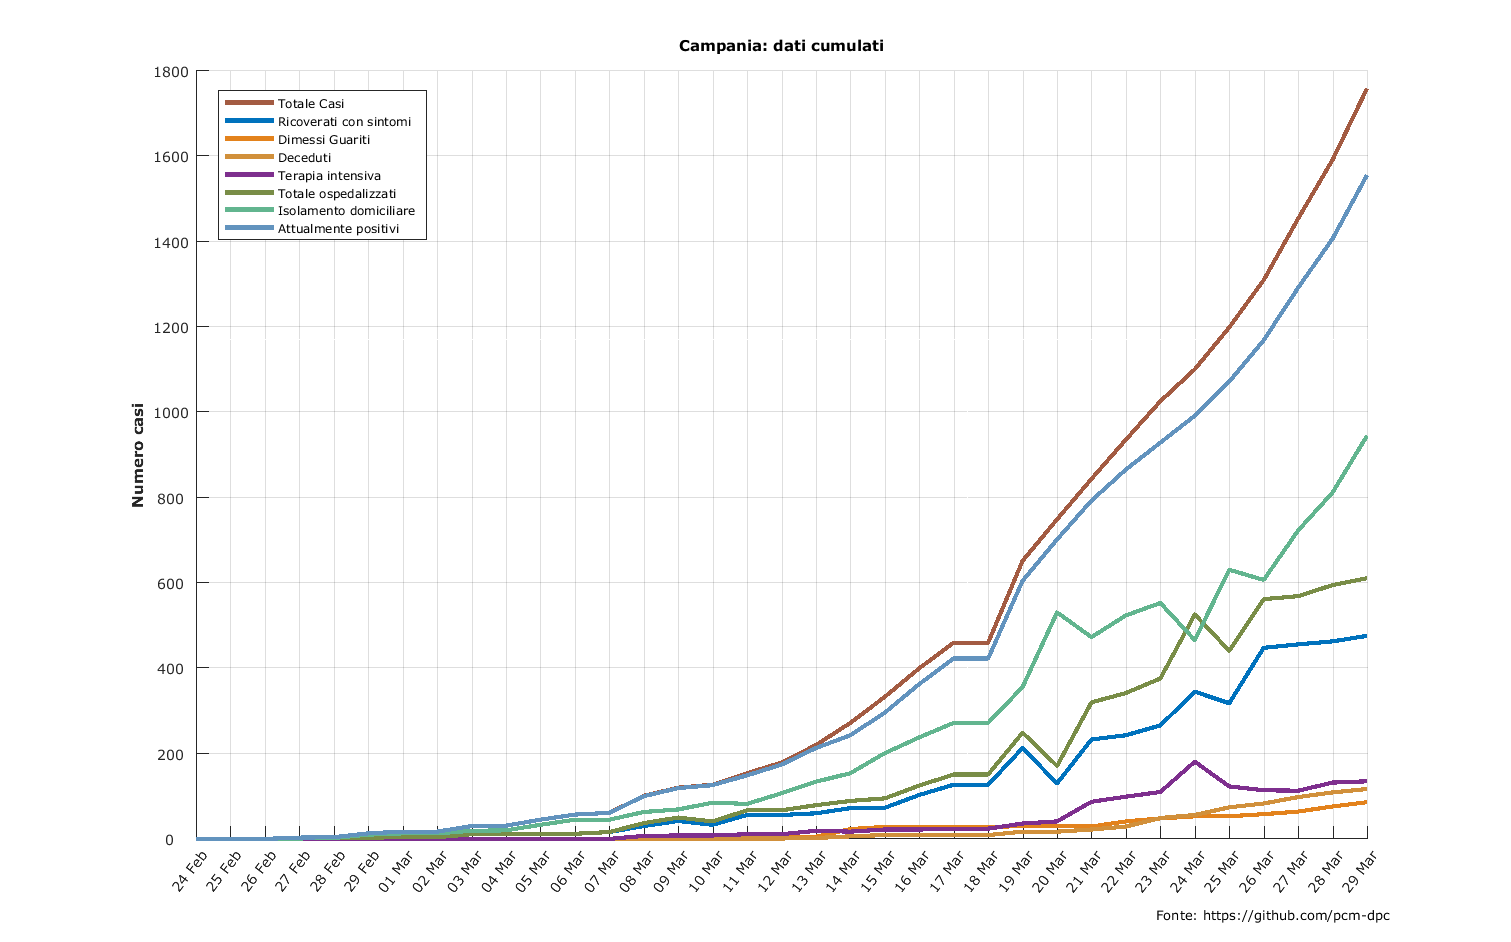 Campania: dati cumulati
1800
1600
1400
1200
1000
800
600
400
200
0
Numero casi
Totale Casi
Ricoverati con sintomi
Dimessi Guariti
Deceduti
Terapia intensiva
Totale ospedalizzati
Isolamento domiciliare
Attualmente positivi
24 Feb
25 Feb
26 Feb
27 Feb
28 Feb
29 Feb
01 Mar
02 Mar
03 Mar
04 Mar
05 Mar
06 Mar
07 Mar
08 Mar
09 Mar
10 Mar
11 Mar
12 Mar
13 Mar
14 Mar
15 Mar
16 Mar
17 Mar
18 Mar
19 Mar
20 Mar
21 Mar
22 Mar
23 Mar
24 Mar
25 Mar
26 Mar
27 Mar
28 Mar
29 Mar
Fonte: https://github.com/pcm-dpc